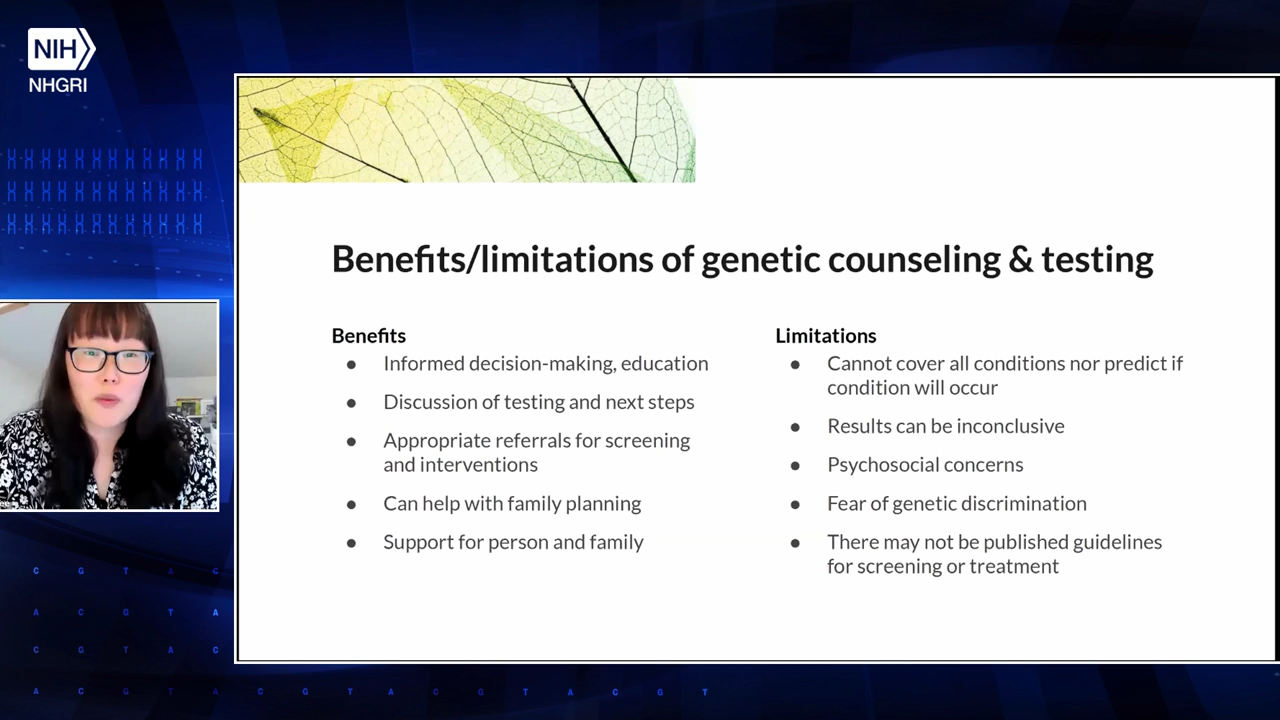 NIH
NHGRI
Benefits/limitations of genetic counseling & testing
Benefits
● Informed decision-making, education
● Discussion of testing and next steps
● Appropriate referrals for screening
and interventions
● Can help with family planning
● Support for person and family
Limitations
● Cannot cover all conditions nor predict if
condition will occur
● Results can be inconclusive
● Psychosocial concerns
● Fear of genetic discrimination
● There may not be published guidelines
for screening or treatment
C G T A C
A C G T A
C G T A C
A C G T A C G T A C G T A C G T